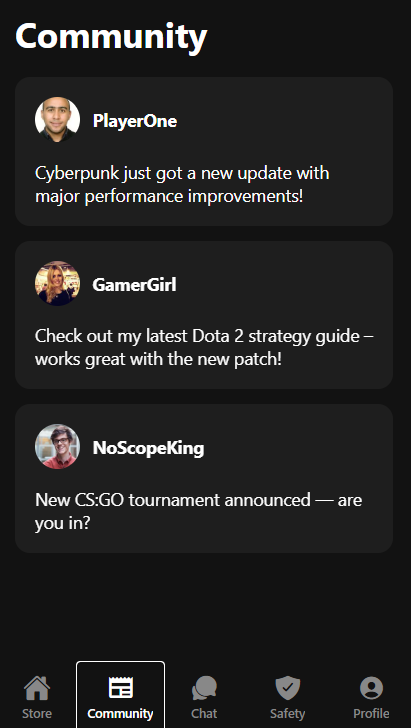 Community
PlayerOne
Cyberpunk just got a new update with
major performance improvements!
GamerGirl
Check out my latest Dota 2 strategy guide –
works great with the new patch!
NoScopeKing
New CS:GO tournament announced — are
you in?
Store
Community
Chat
Safety
Profile